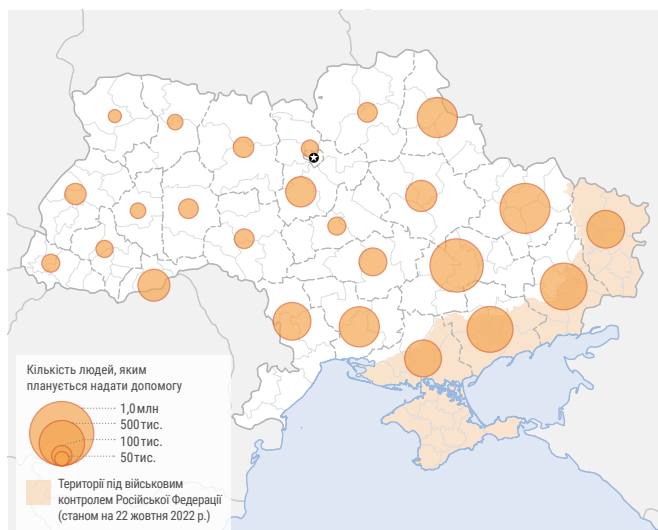 Кількість людей, яким
планується надати допомогу
1,0 млн
500 тис.
100 тис.
50 тис.
Території під військовим
контролем Російської Федерації
(станом на 22 жовтня 2022 р.)